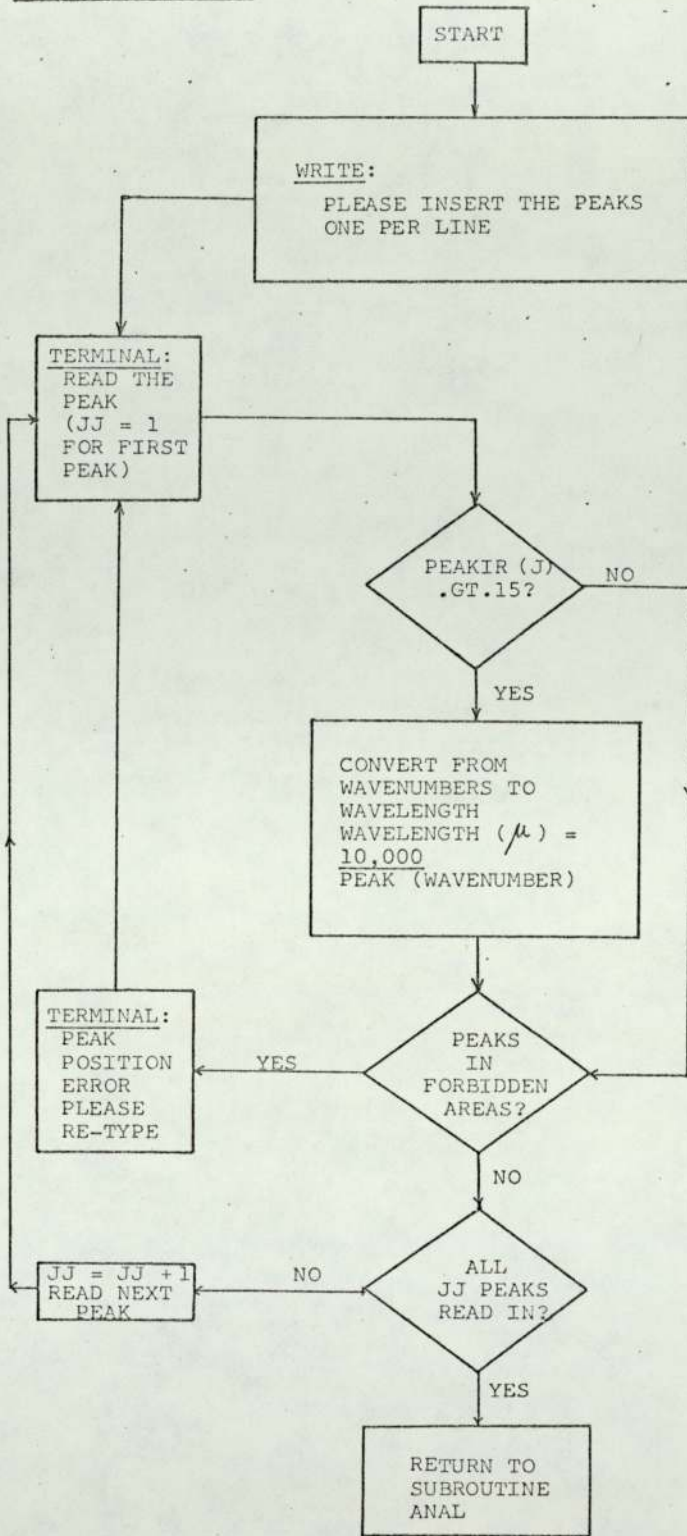 START
WRITE:
PLEASE INSERT THE PEAKS
ONE PER LINE
TERMINAL:
READ THE
PEAK
(JJ = 1
FOR FIRST
PEAK)
PEAKIR (J)
.GT.15?
NO
YES
CONVERT FROM
WAVENUMBERS TO
WAVELENGTH
WAVELENGTH (μ) =
10,000
PEAK (WAVENUMBER)
TERMINAL:
PEAK
POSITION
ERROR
PLEASE
RE-TYPE
YES
PEAKS
IN
FORBIDDEN
AREAS?
NO
JJ = JJ +1
READ NEXT
PEAK
NO
ALL
JJ PEAKS
READ IN?
YES
RETURN TO
SUBROUTINE
ANAL